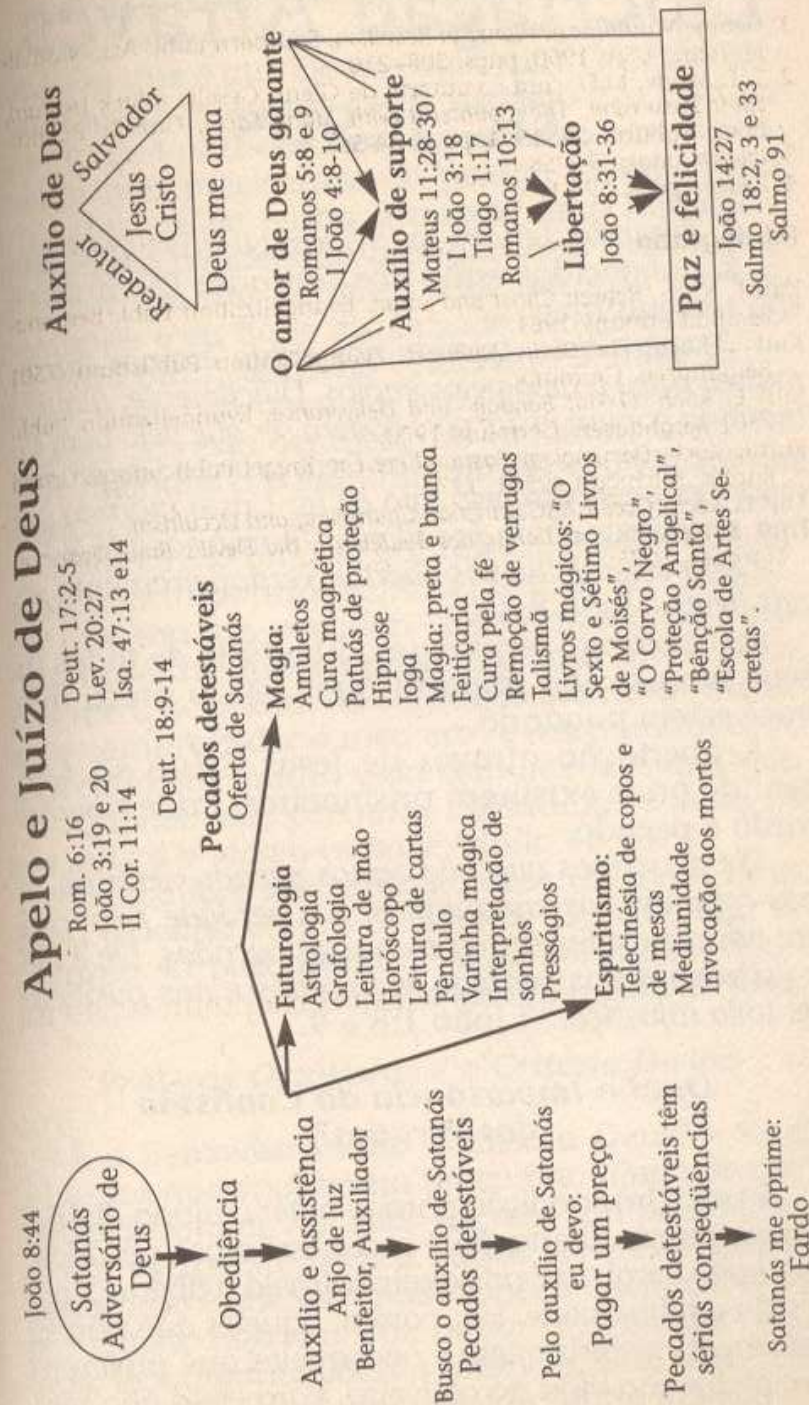 Apelo e Juízo de Deus
Rom. 6:16
João 3:19 e 20
II Cor. 11:14
Deut. 17:2-5
Lev. 20:27
Isa. 47:13 e14
Deut. 18:9-14
Pecados detestáveis
Oferta de Satanás
João 8:44
Satanás
Adversário de
Deus
Obediência
Auxílio e assistência
Anjo de luz
Benfeitor, Auxiliador
Busco o auxílio de Satanás
Pecados detestáveis
Pelo auxílio de Satanás
eu devo:
Pagar um preço
Pecados detestáveis têm
sérias conseqüências
Satanás me oprime:
Fardo
Futurologia
Astrologia
Grafologia
Leitura de mão
Horóscopo
Leitura de cartas
Pêndulo
Varinha mágica
Interpretação de
sonhos
Presságios
Espiritismo:
Telecinésia de copos e
de mesas
Mediunidade
Invocação aos mortos
Magia:
Amuletos
Cura magnética
Patuás de proteção
Hipnose
Ioga
Magia: preta e branca
Feitiçaria
Cura pela fé
Remoção de verrugas
Talismã
Livros mágicos: "O
Sexto e Sétimo Livros
de Moisés",
"O Corvo Negro",
"Proteção Angelical",
"Bênção Santa",
"Escola de Artes Se-
cretas".
Auxílio de Deus
Redentor
Salvador
Jesus
Cristo
Deus me ama
O amor de Deus garante
Romanos 5:8 e 9
I João 4:8-10
Auxílio de suporte
Mateus 11:28-30
I João 3:18
Tiago 1:17
Romanos 10:13
Libertação
João 8:31-36
Paz e felicidade
João 14:27
Salmo 18:2, 3 e 33
Salmo 91